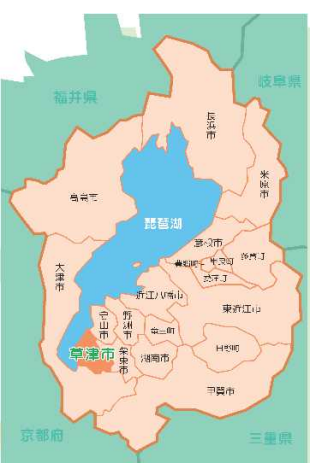 福井県
岐阜県
長浜市
米原市
高島市
琵琶湖
彦根市
多賀町
甲良町
豊郷町
愛荘町
大津市
近江八幡市
東近江市
守山市
野洲市
竜王町
日野町
草津市
栗東市
湖南市
甲賀市
京都府
三重県